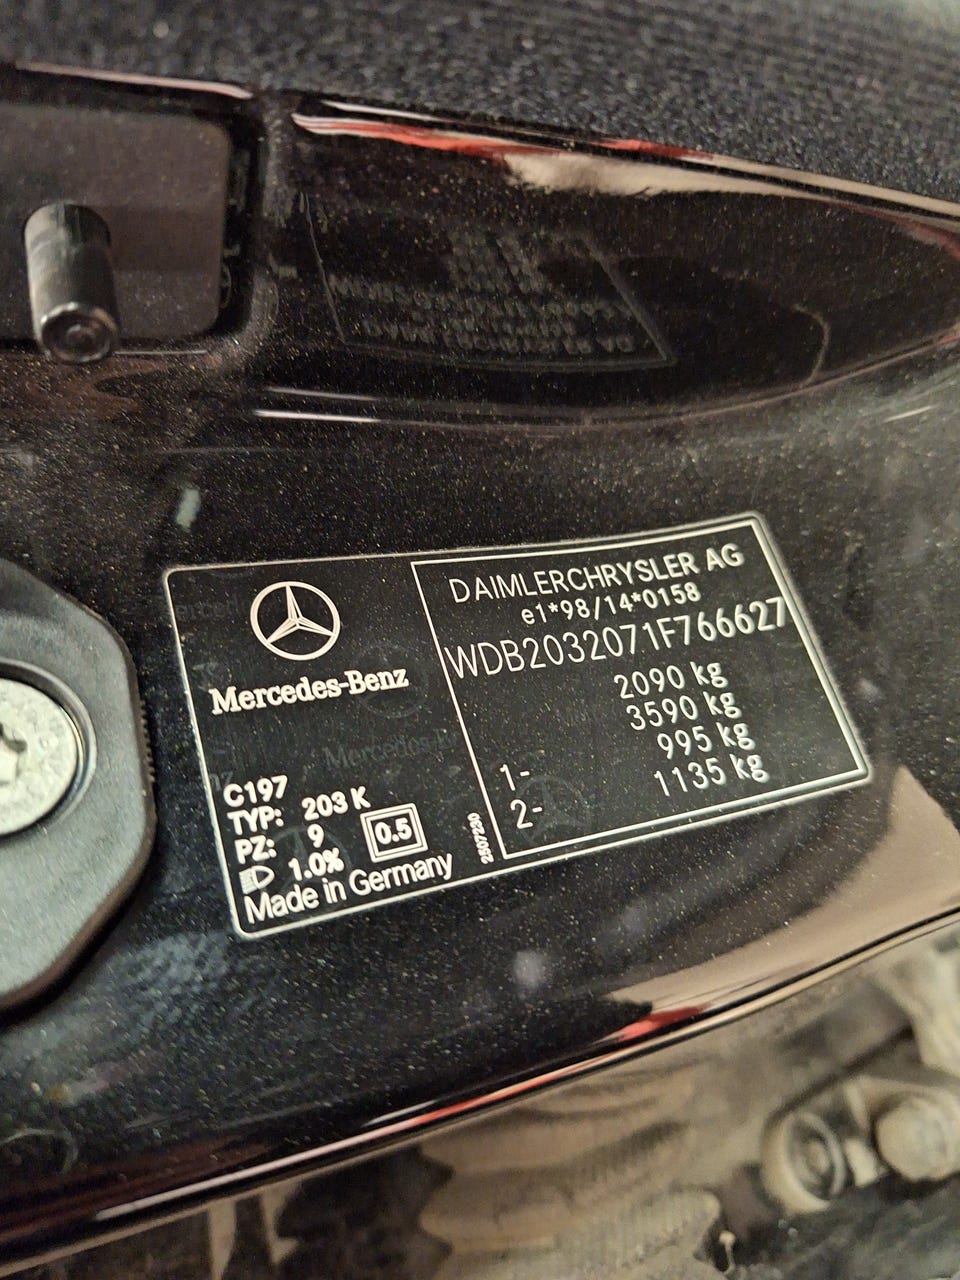 Mercedes-Benz
C197
TYP: 203 K
PZ: 9
1.0%
0.5
Made in Germany
2507230
DAIMLERCHRYSLER AG
e1*98/14*0158
WDB2032071F766627
2090 kg
3590 kg
1- 995 kg
2- 1135 kg